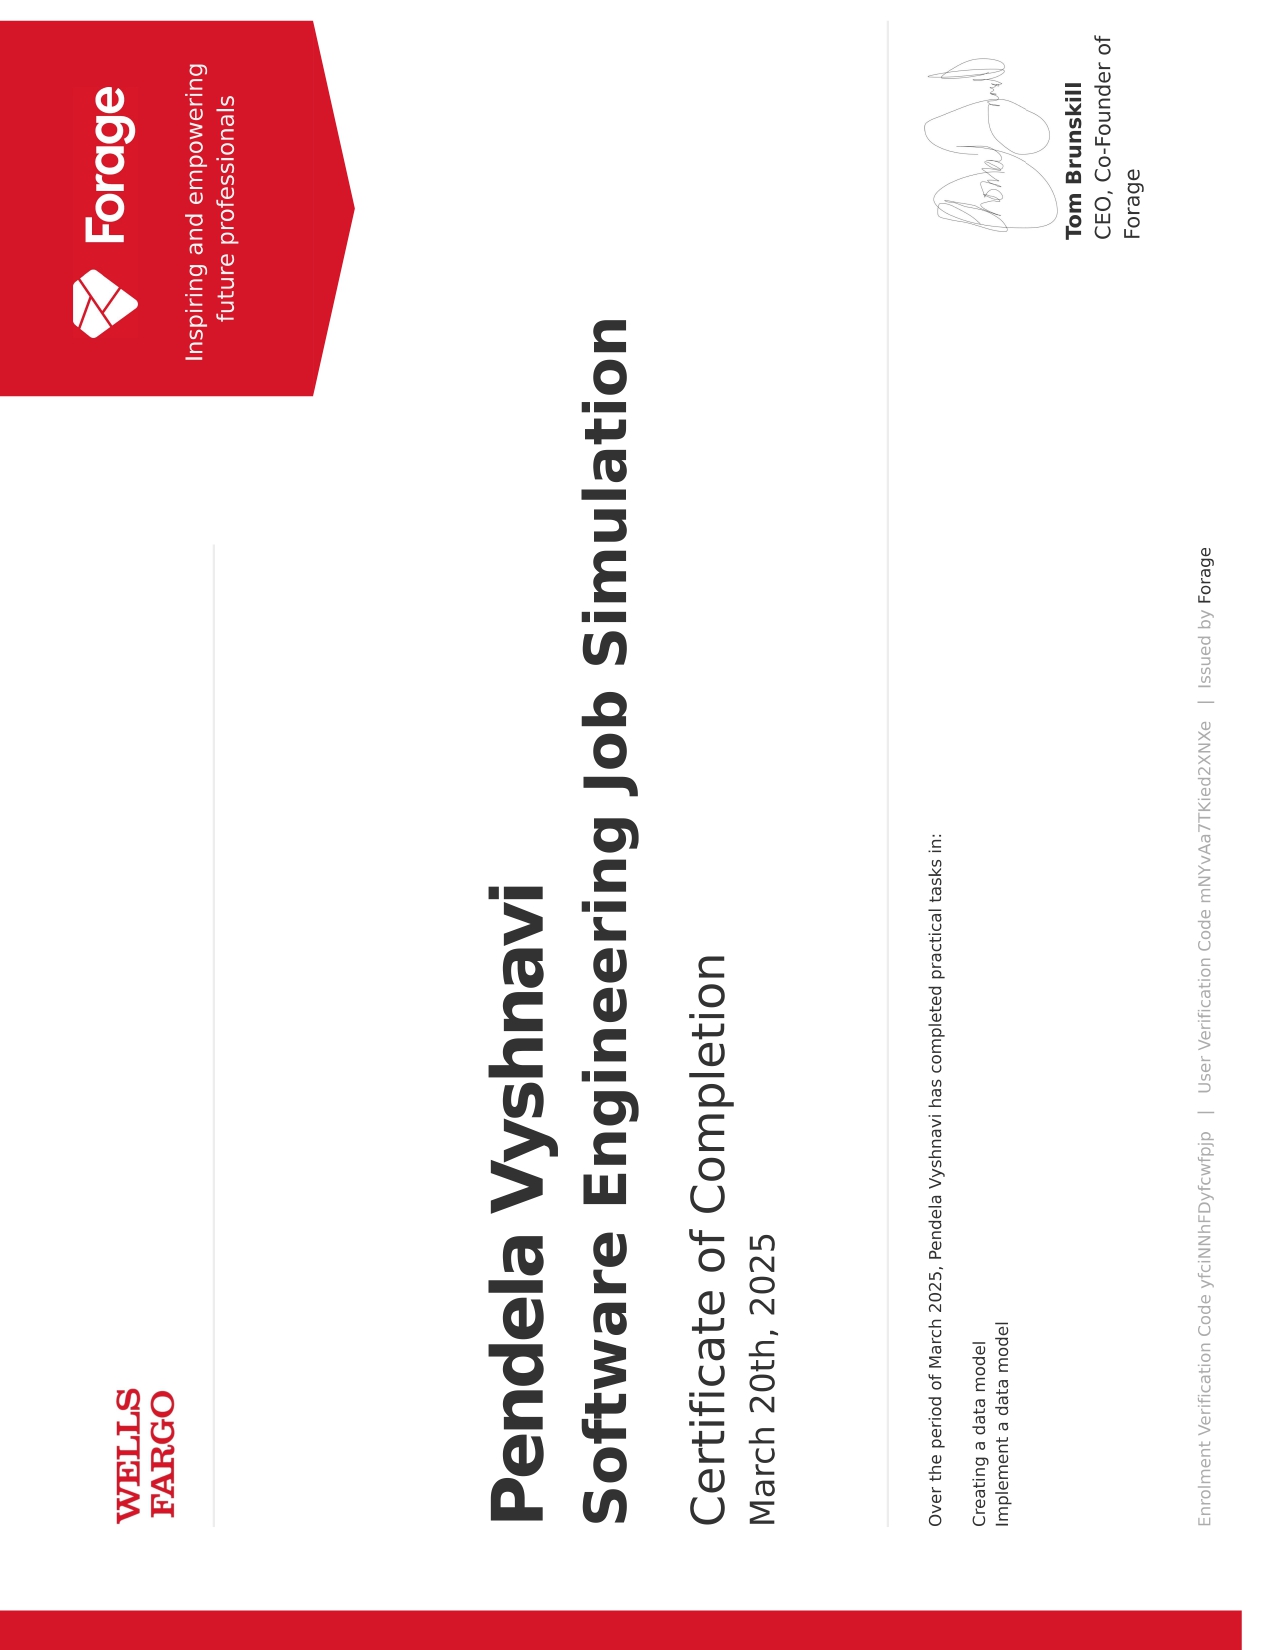 WELLS
FARGO
Forage
Inspiring and empowering
future professionals
Pendela Vyshnavi
Software Engineering Job Simulation
Certificate of Completion
March 20th, 2025
Over the period of March 2025, Pendela Vyshnavi has completed practical tasks in:
Creating a data model
Implement a data model
Tom Brunskill
CEO, Co-Founder of
Forage
Enrolment Verification Code yfciNNhFDyfcwfpjp | User Verification Code mNYvAa7TKied2XNXe | Issued by Forage